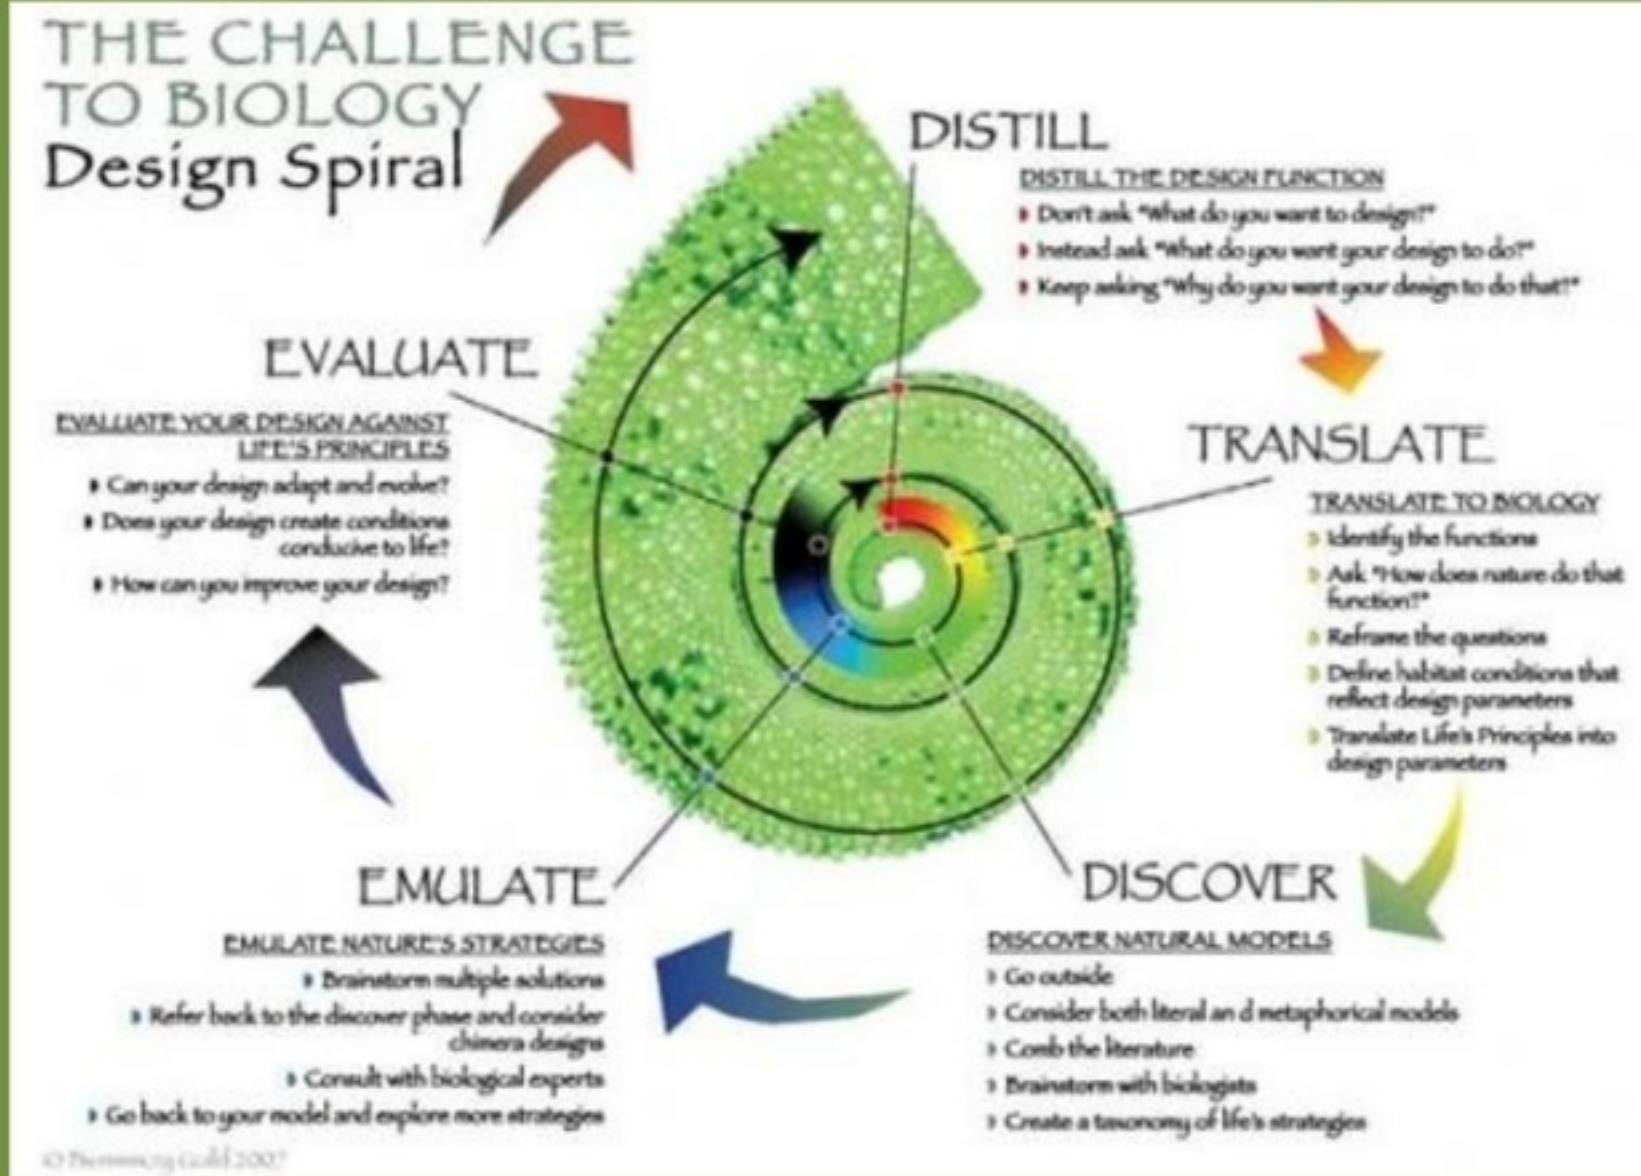 THE CHALLENGE
TO BIOLOGY
Design Spiral
DISTILL
DISTILL THE DESIGN FUNCTION
Don't ask "What do you want to design?"
Instead ask "What do you want your design to do?"
Keep asking "Why do you want your design to do that?"
TRANSLATE
TRANSLATE TO BIOLOGY
Identify the functions
Ask "How does nature do that
function?"
Reframe the questions
Define habitat conditions that
reflect design parameters
Translate Life's Principles into
design parameters
DISCOVER
DISCOVER NATURAL MODELS
Go outside
Consider both literal an d metaphorical models
Comb the literature
Brainstorm with biologists
Create a taxonomy of life's strategies
EMULATE
EMULATE NATURE'S STRATEGIES
Brainstorm multiple solutions
Refer back to the discover phase and consider
chimera designs
Consult with biological experts
Go back to your model and explore more strategies
EVALUATE
EVALUATE YOUR DESIGN AGAINST
LIFE'S PRINCIPLES
Can your design adapt and evolve?
Does your design create conditions
conducive to life?
How can you improve your design?
© Guild 2007